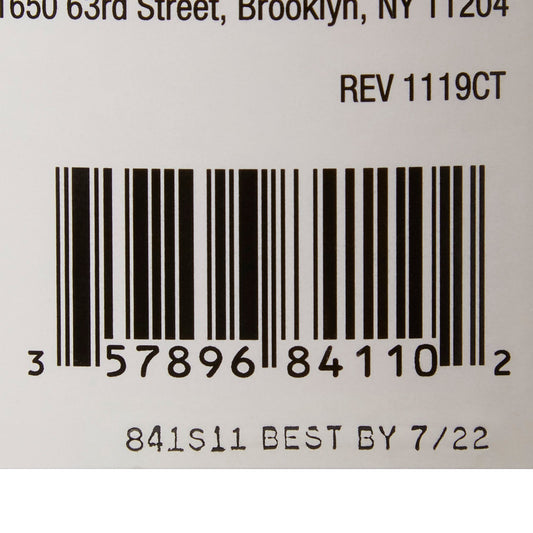 1650 63rd Street, Brooklyn, NY 11204
REV 1119CT
3 57896 84110 2
841S11 BEST BY 7/22